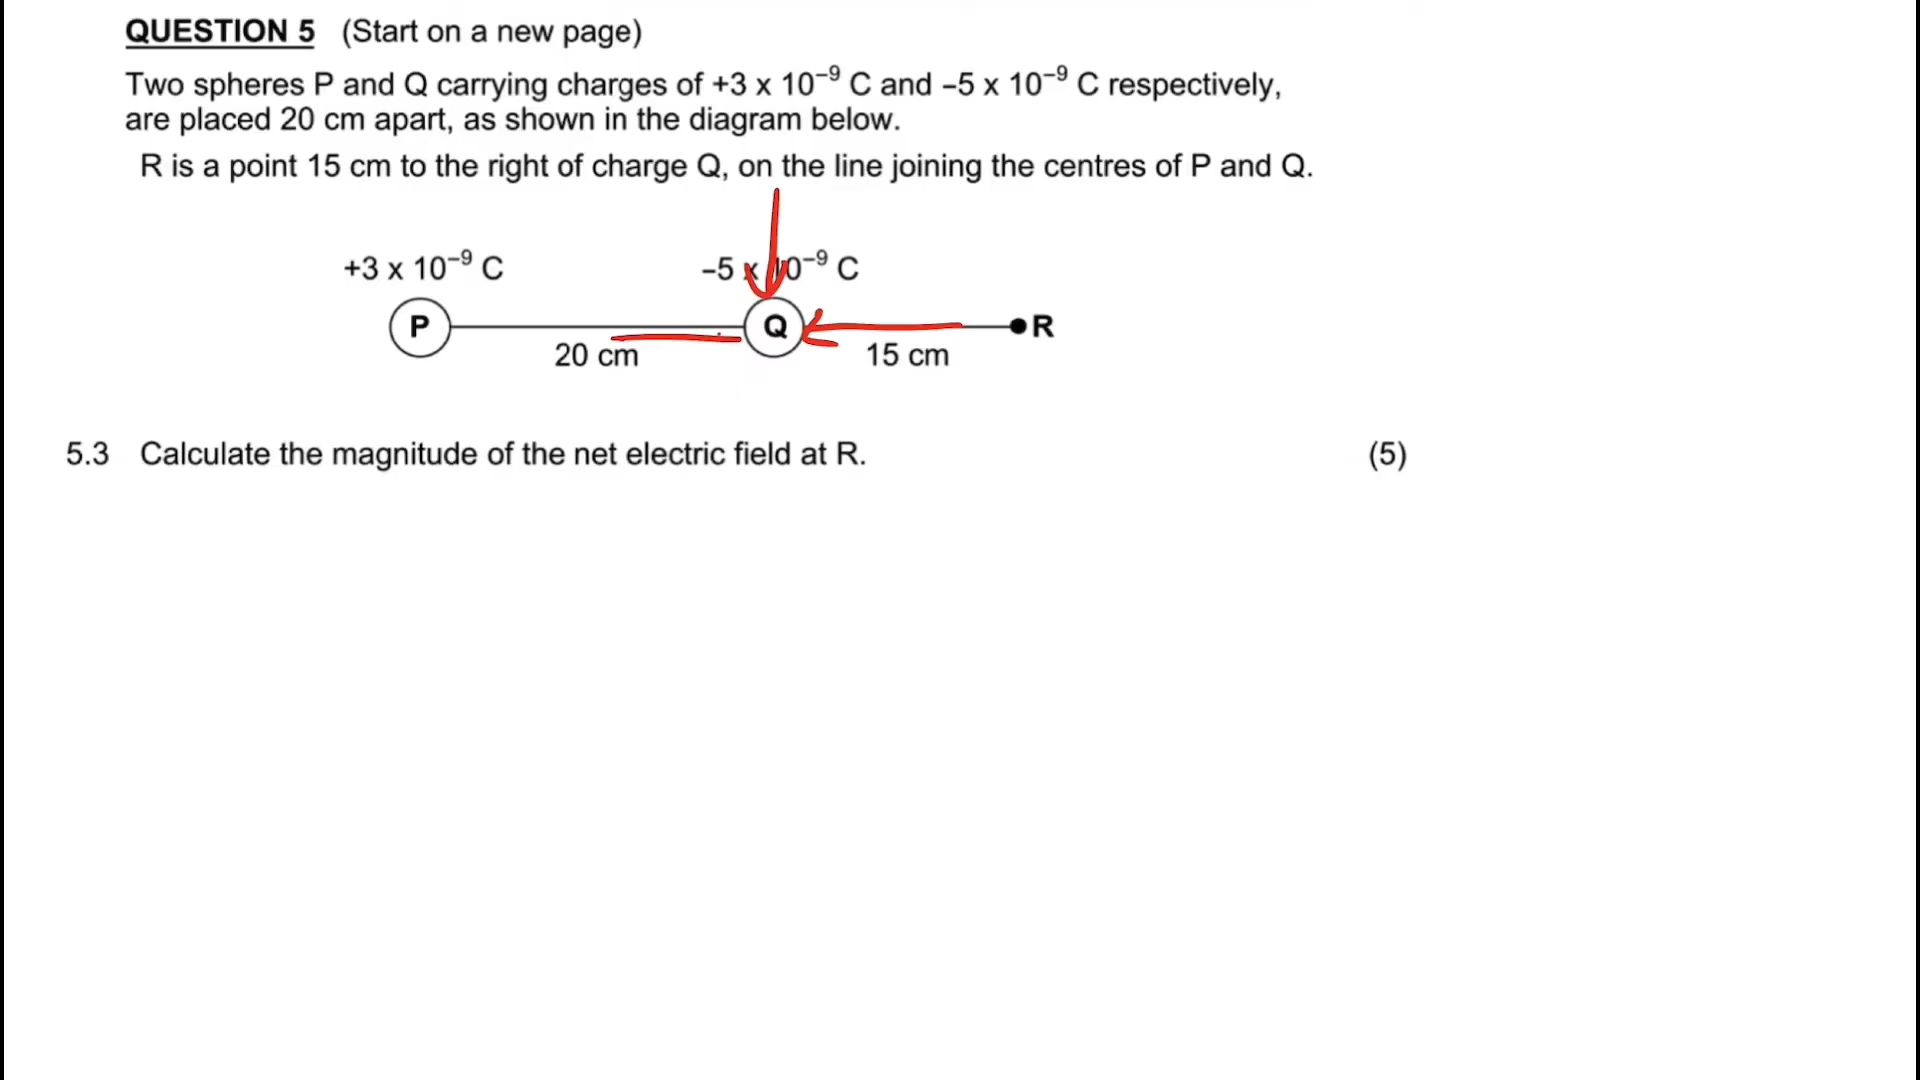 QUESTION 5 (Start on a new page)
Two spheres P and Q carrying charges of +3 x 10⁻⁹ C and –5 x 10⁻⁹ C respectively,
are placed 20 cm apart, as shown in the diagram below.
R is a point 15 cm to the right of charge Q, on the line joining the centres of P and Q.
+3 x 10⁻⁹ C –5 x 10⁻⁹ C
P Q R
20 cm 15 cm
5.3 Calculate the magnitude of the net electric field at R. (5)